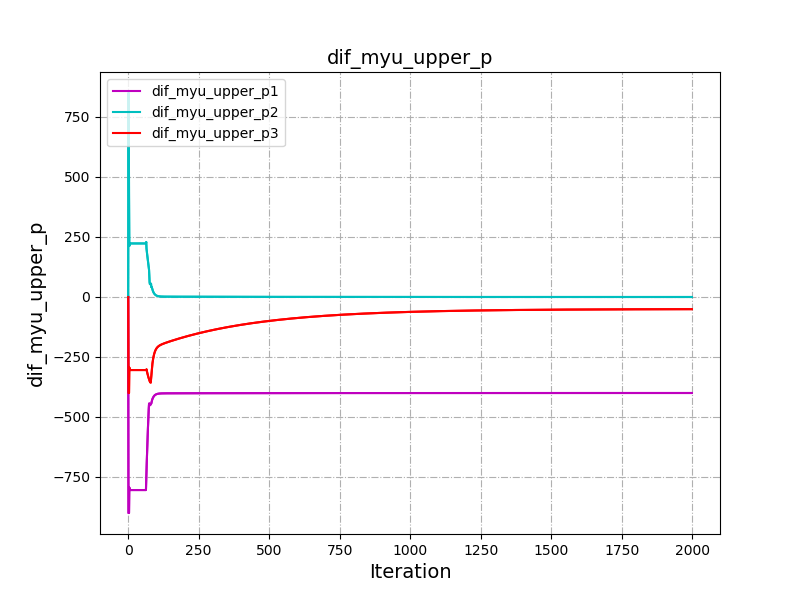 dif_myu_upper_p
dif_myu_upper_p1
dif_myu_upper_p2
dif_myu_upper_p3
dif_myu_upper_p
750
500
250
0
−250
−500
−750
0 250 500 750 1000 1250 1500 1750 2000
Iteration